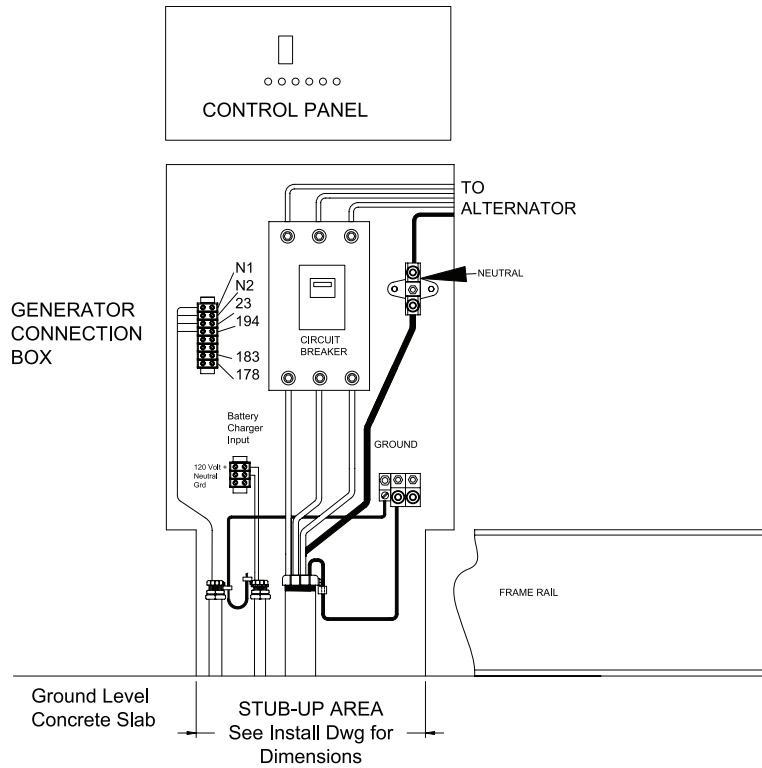 CONTROL PANEL
TO
ALTERNATOR
NEUTRAL
N1
N2
23
194
183
178
GENERATOR
CONNECTION
BOX
CIRCUIT
BREAKER
Battery
Charger
Input
120 Volt +
Neutral
Grd
GROUND
FRAME RAIL
Ground Level
Concrete Slab
STUB-UP AREA
See Install Dwg for
Dimensions